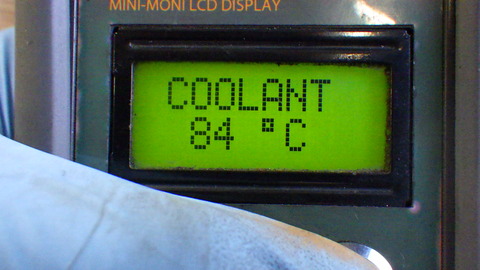 MINI-MONI LCD DISPLAY
COOLANT
84 °C